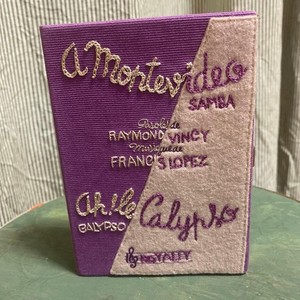 A Montevideo
SAMBA
Paroles de
RAYMOND VINCY
Musique de
FRANCIS LOPEZ
Ah! le Calypso
CALYPSO
ROYALTY